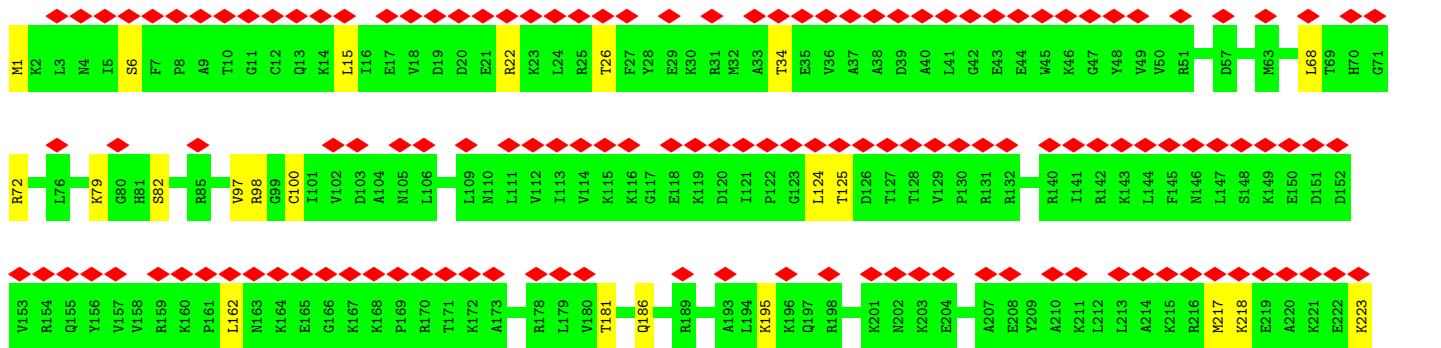 M1 K2 L3 N4 I5 S6 F7 P8 A9 T10 G11 C12 Q13 K14 L15 I16 E17 V18 D19 D20 E21 R22 K23 L24 R25 T26 F27 Y28 E29 K30 R31 M32 A33 T34 E35 V36 A37 A38 D39 A40 L41 G42 E43 E44 W45 K46 G47 Y48 V49 V50 R51 D57 M63 L68 T69 H70 G71
R72 L76 K79 G80 H81 S82 R85 V97 R98 G99 C100 I101 V102 D103 A104 N105 L106 L109 N110 L111 V112 I113 V114 K115 K116 G117 E118 K119 D120 I121 P122 G123 L124 T125 D126 T127 T128 V129 P130 R131 R132 R140 I141 R142 K143 L144 F145 N146 L147 S148 K149 E150 D151 D152
V153 R154 Q155 Y156 V157 V158 R159 K160 P161 L162 N163 K164 E165 G166 K167 K168 P169 R170 T171 K172 A173 R178 L179 V180 T181 Q186 R189 A193 L194 K195 K196 Q197 R198 K201 N202 K203 E204 A207 E208 Y209 A210 K211 L212 L213 A214 K215 R216 M217 K218 E219 A220 K221 E222 K223